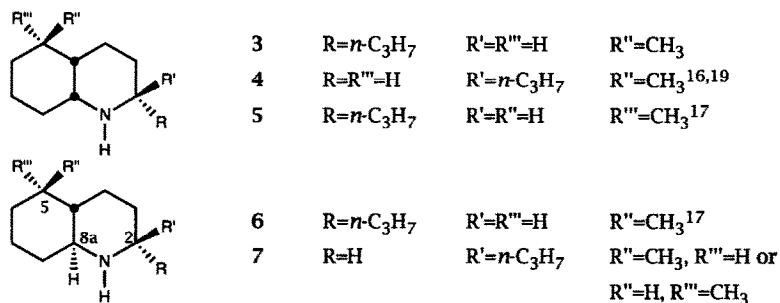 R''' R''
R'
N
R
H
3 R=n-C3H7 R'=R'''=H R''=CH3
4 R=R'''=H R'=n-C3H7 R''=CH3 16,19
5 R=n-C3H7 R'=R''=H R'''=CH3 17
R''' R''
5
R'
8a 2
N
R
H H
6 R=n-C3H7 R'=R'''=H R''=CH3 17
7 R=H R'=n-C3H7 R''=CH3, R'''=H or
R''=H, R'''=CH3